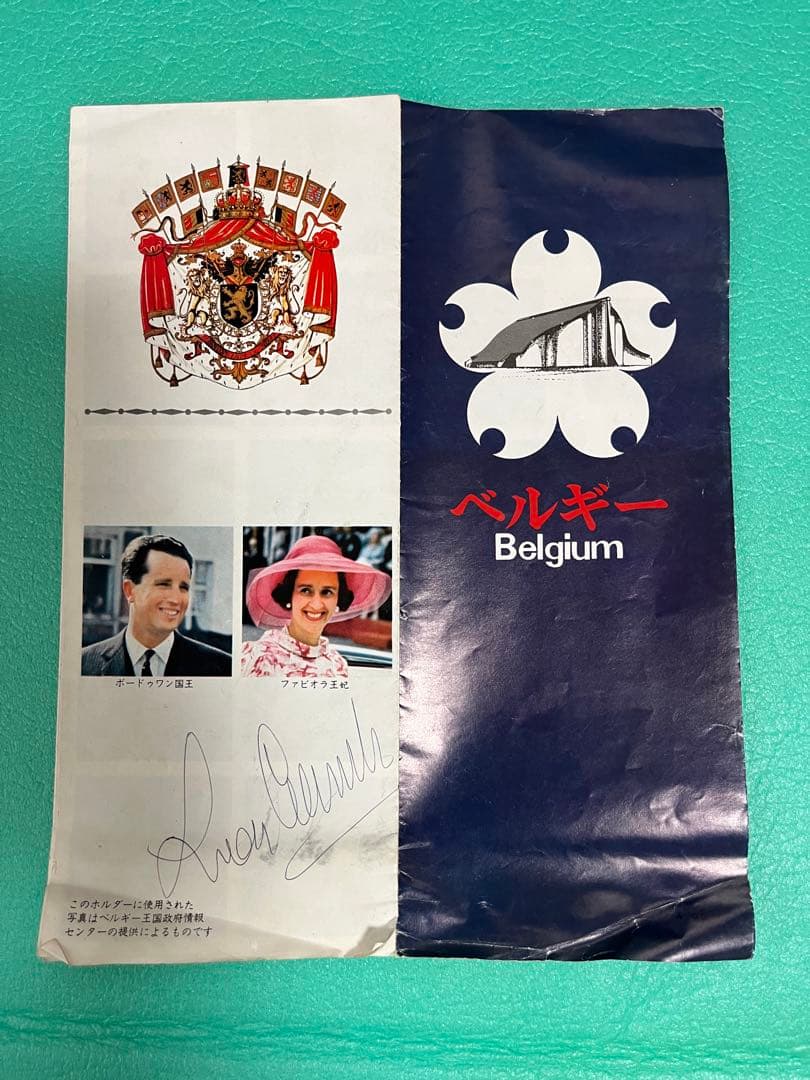 ボードゥワン国王
ファビオラ王妃
このホルダーに使用された
写真はベルギー王国政府情報
センターの提供によるものです
ベルギー
Belgium